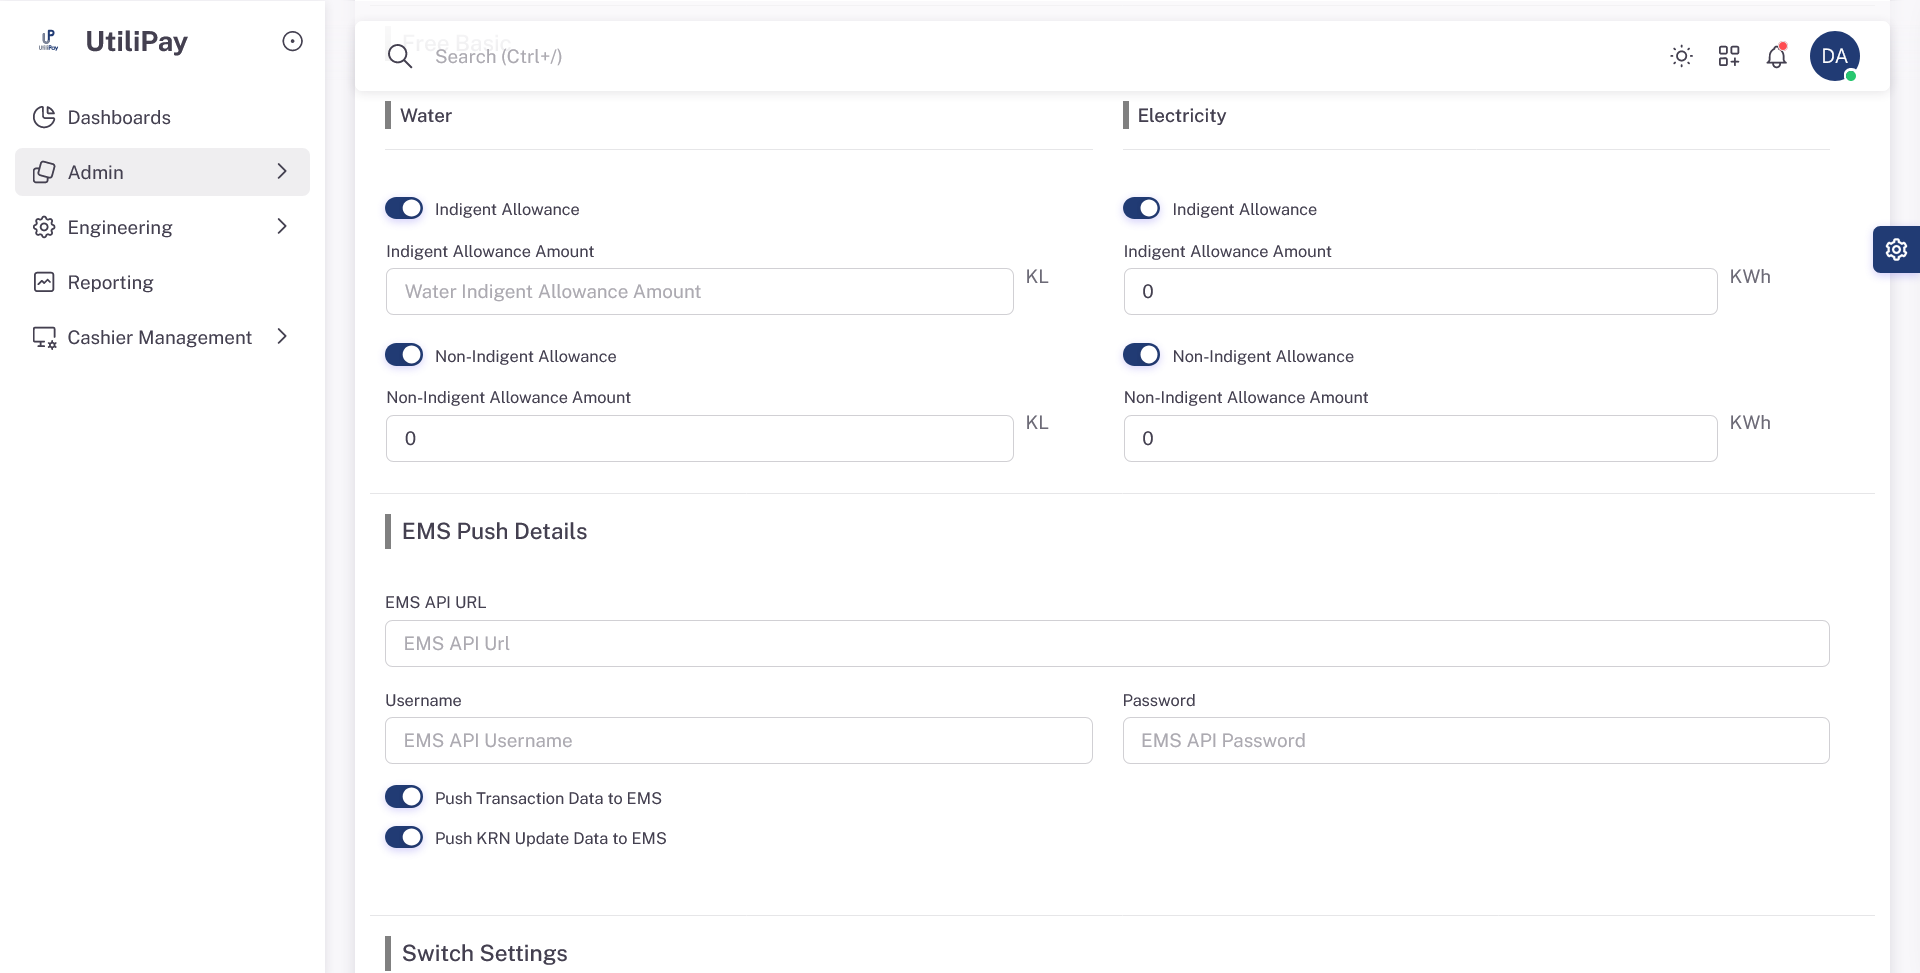 UP
UtiliPay
UtiliPay
Dashboards
Admin
Engineering
Reporting
Cashier Management
Free Basic
Search (Ctrl+/)
DA
Water
Electricity
Indigent Allowance
Indigent Allowance
Indigent Allowance Amount
Indigent Allowance Amount
Water Indigent Allowance Amount
KL
0
KWh
Non-Indigent Allowance
Non-Indigent Allowance
Non-Indigent Allowance Amount
Non-Indigent Allowance Amount
0
KL
0
KWh
EMS Push Details
EMS API URL
EMS API Url
Username
Password
EMS API Username
EMS API Password
Push Transaction Data to EMS
Push KRN Update Data to EMS
Switch Settings